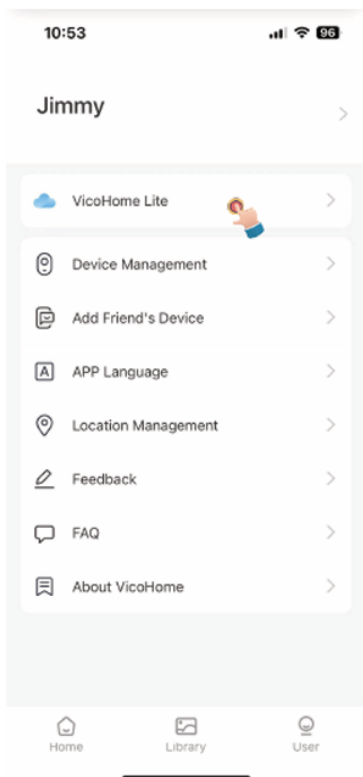 10:53
96
Jimmy
VicoHome Lite
Device Management
Add Friend's Device
A
APP Language
Location Management
Feedback
FAQ
About VicoHome
Home
Library
User